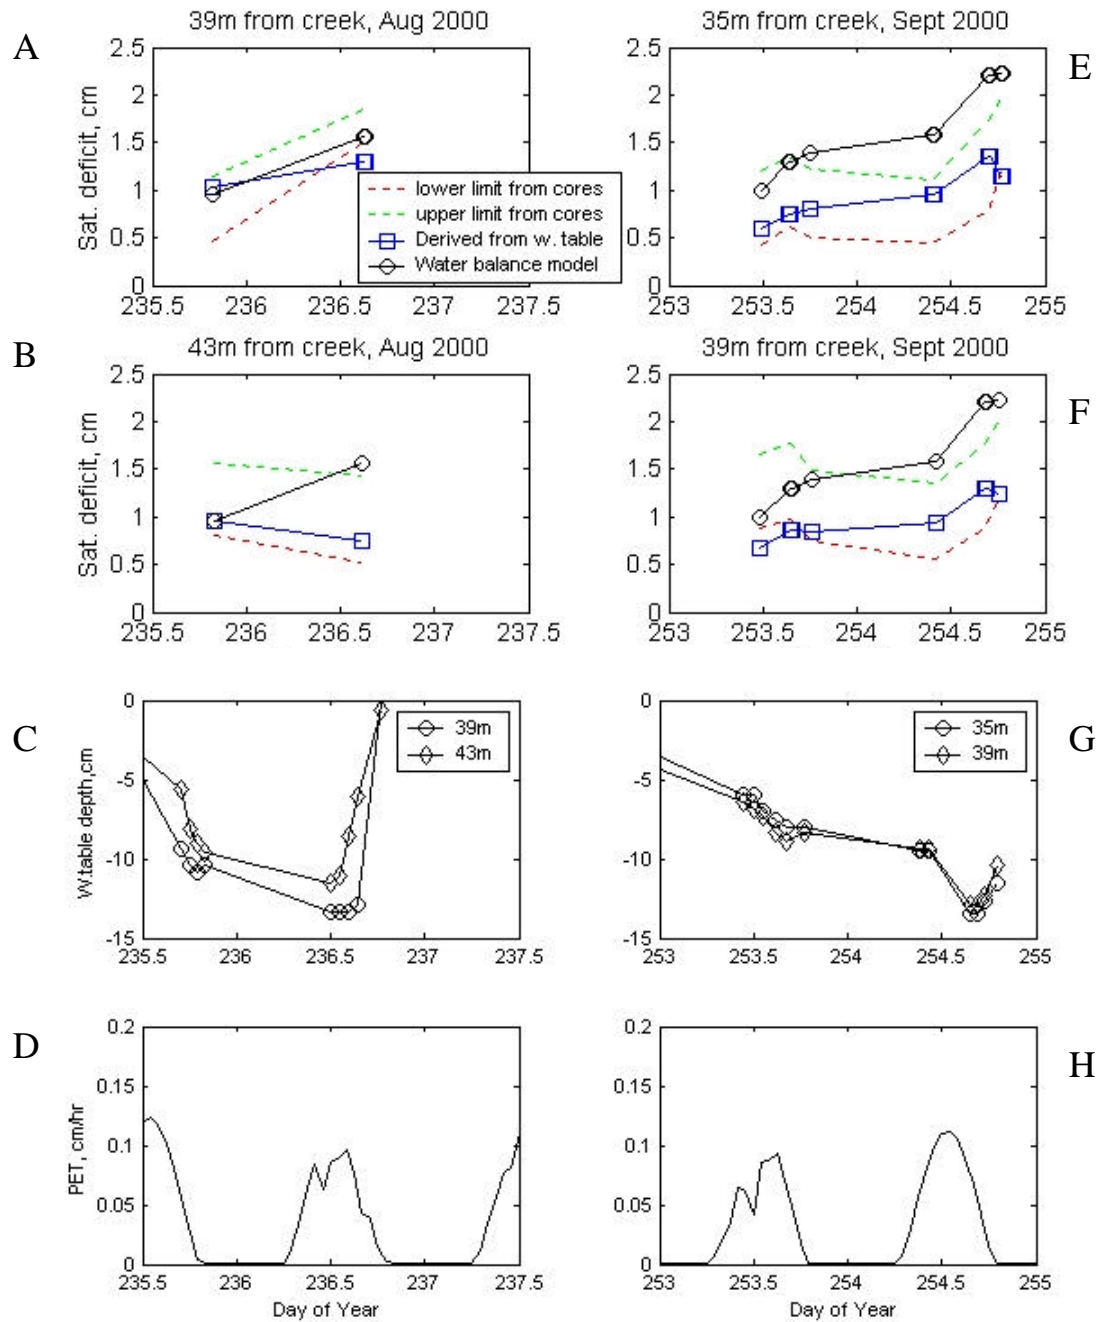 A
39m from creek, Aug 2000
Sat. deficit, cm
2.5
2
1.5
1
0.5
0
235.5 236 236.5 237 237.5
lower limit from cores
upper limit from cores
Derived from w. table
Water balance model
35m from creek, Sept 2000
E
2.5
2
1.5
1
0.5
0
253 253.5 254 254.5 255
B
43m from creek, Aug 2000
Sat. deficit, cm
2.5
2
1.5
1
0.5
0
235.5 236 236.5 237 237.5
39m from creek, Sept 2000
F
2.5
2
1.5
1
0.5
0
253 253.5 254 254.5 255
C
W.table depth,cm
0
-5
-10
-15
235.5 236 236.5 237 237.5
39m
43m
G
0
-5
-10
-15
253 253.5 254 254.5 255
35m
39m
D
PET, cm/hr
0.2
0.15
0.1
0.05
0
235.5 236 236.5 237 237.5
Day of Year
H
0.2
0.15
0.1
0.05
0
253 253.5 254 254.5 255
Day of Year